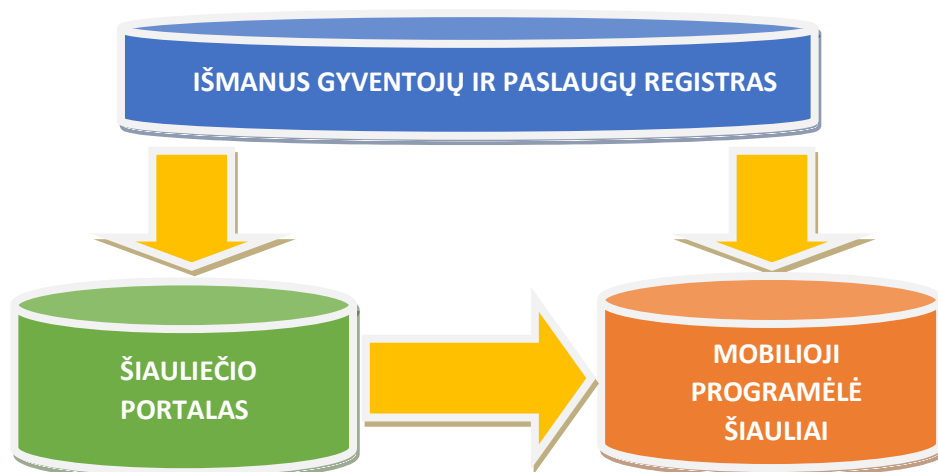 IŠMANUS GYVENTOJŲ IR PASLAUGŲ REGISTRAS
ŠIAULIEČIO
PORTALAS
MOBILIOJI
PROGRAMĖLĖ
ŠIAULIAI